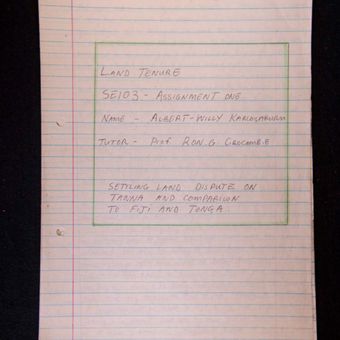 LAND TENURE
SE103 - ASSIGNMENT ONE
NAME - ALBERT-WILLY
TUTOR - Prof. RON. G. CROCOMB.E
SETTLING LAND DISPUTE ON
TANNA AND COMPARISON
TO FIJI AND TONGA.